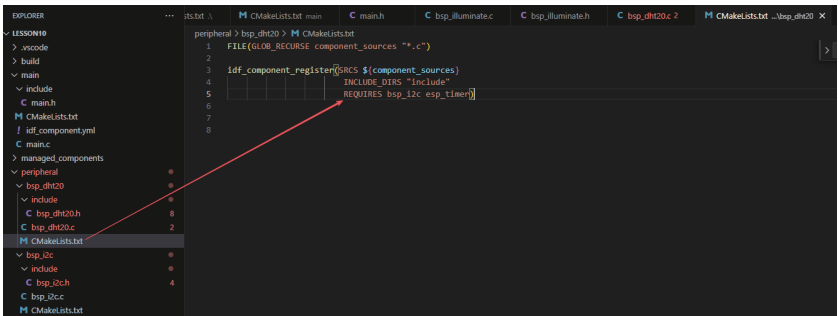 EXPLORER ···
LESSON10
> .vscode
> build
main
include
C main.h
M CMakeLists.txt
! idf_component.yml
C main.c
> managed_components
peripheral
bsp_dht20
include
C bsp_dht20.h 8
C bsp_dht20.c 2
M CMakeLists.txt
bsp_i2c
include
C bsp_i2c.h 4
C bsp_i2c.c
M CMakeLists.txt
sts.txt .\ M CMakeLists.txt main C main.h C bsp_illuminate.c C bsp_illuminate.h C bsp_dht20.c 2 M CMakeLists.txt ...\bsp_dht20 ×
peripheral > bsp_dht20 > M CMakeLists.txt
1 FILE(GLOB_RECURSE component_sources "*.c")
2
3 idf_component_register(SRCS ${component_sources}
4 INCLUDE_DIRS "include"
5 REQUIRES bsp_i2c esp_timer)
6
7
8